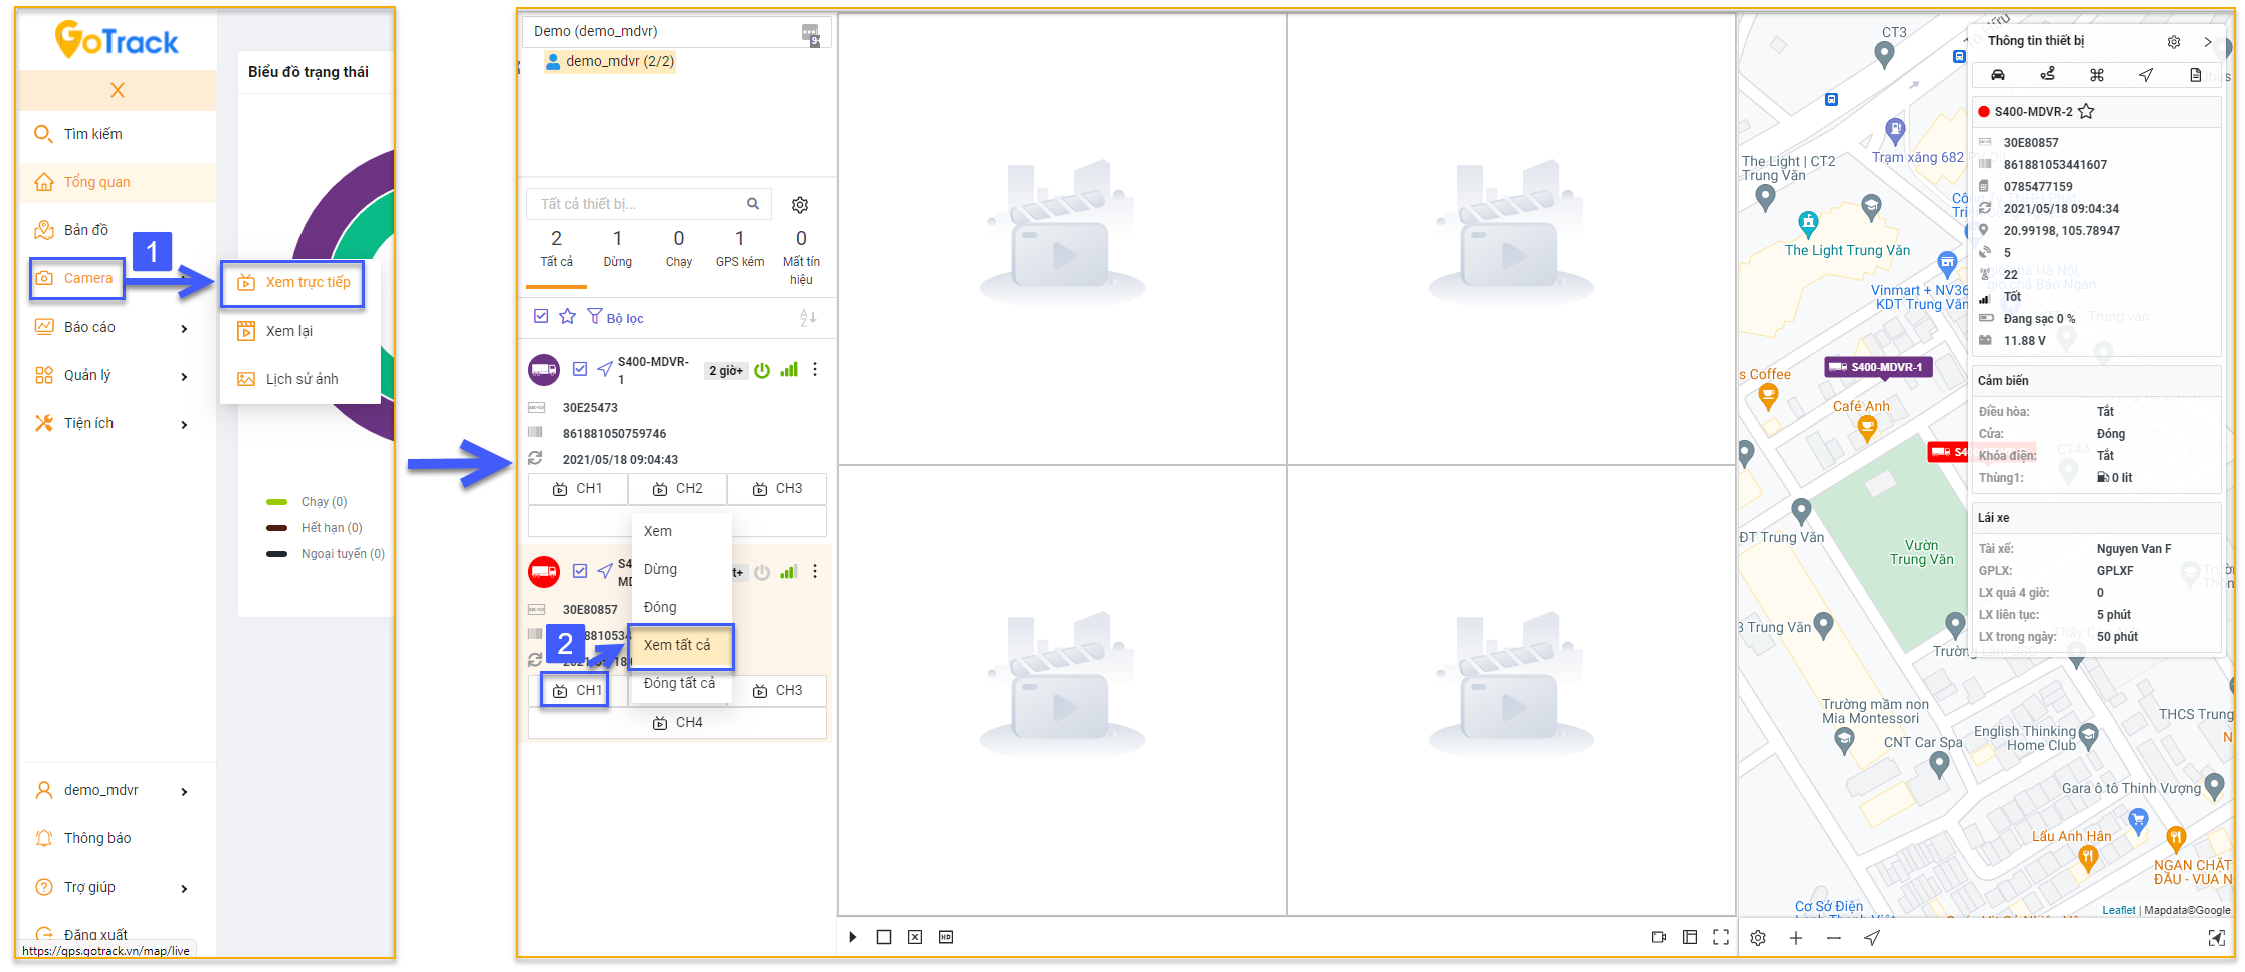 GoTrack
X
Tìm kiếm
Tổng quan
Bản đồ
Camera
Báo cáo
Quản lý
Tiện ích
demo_mdvr
Thông báo
Trợ giúp
Đăng xuất
https://gps.gotrack.vn/map/live
Biểu đồ trạng thái
1
Xem trực tiếp
Xem lại
Lịch sử ảnh
Chạy (0)
Hết hạn (0)
Ngoại tuyến (0)
Demo (demo_mdvr)
9+
demo_mdvr (2/2)
Tất cả thiết bị...
2
1
0
1
0
Tất cả
Dừng
Chạy
GPS kém
Mất tín
hiệu
Bộ lọc
S400-MDVR-
1
2 giờ+
30E25473
861881050759746
2021/05/18 09:04:43
CH1
CH2
CH3
Xem
Dừng
Đóng
Xem tất cả
Đóng tất cả
S4
MD
t+
30E80857
8810534
2
CH1
CH3
CH4
HD
CT3
The Light | CT2
Trung Văn
Trạm xăng 682
The Light Trung Văn
Vinmart + NV36
KDT Trung Văn
s Coffee
S400-MDVR-1
Café Anh
S4
CT4A
Vườn
Trung Văn
ĐT Trung Văn
3 Trung Văn
Trường Lâm JSC
Trường mầm non
Mia Montessori
THCS Trung
English Thinking
Home Club
CNT Car Spa
Gara ô tô Thinh Vượng
Lẩu Anh Hân
NGAN CHẶT
ĐẦU - VUA N
Cơ Sở Điện
Leaflet | Mapdata©Google
Thông tin thiết bị
S400-MDVR-2
30E80857
861881053441607
0785477159
2021/05/18 09:04:34
20.99198, 105.78947
5
22
Tốt
Đang sạc 0 %
11.88 V
Cảm biến
Điều hòa: Tắt
Cửa: Đóng
Khóa điện: Tắt
Thùng1: 0 lit
Lái xe
Tài xế: Nguyen Van F
GPLX: GPLXF
LX quá 4 giờ: 0
LX liên tục: 5 phút
LX trong ngày: 50 phút